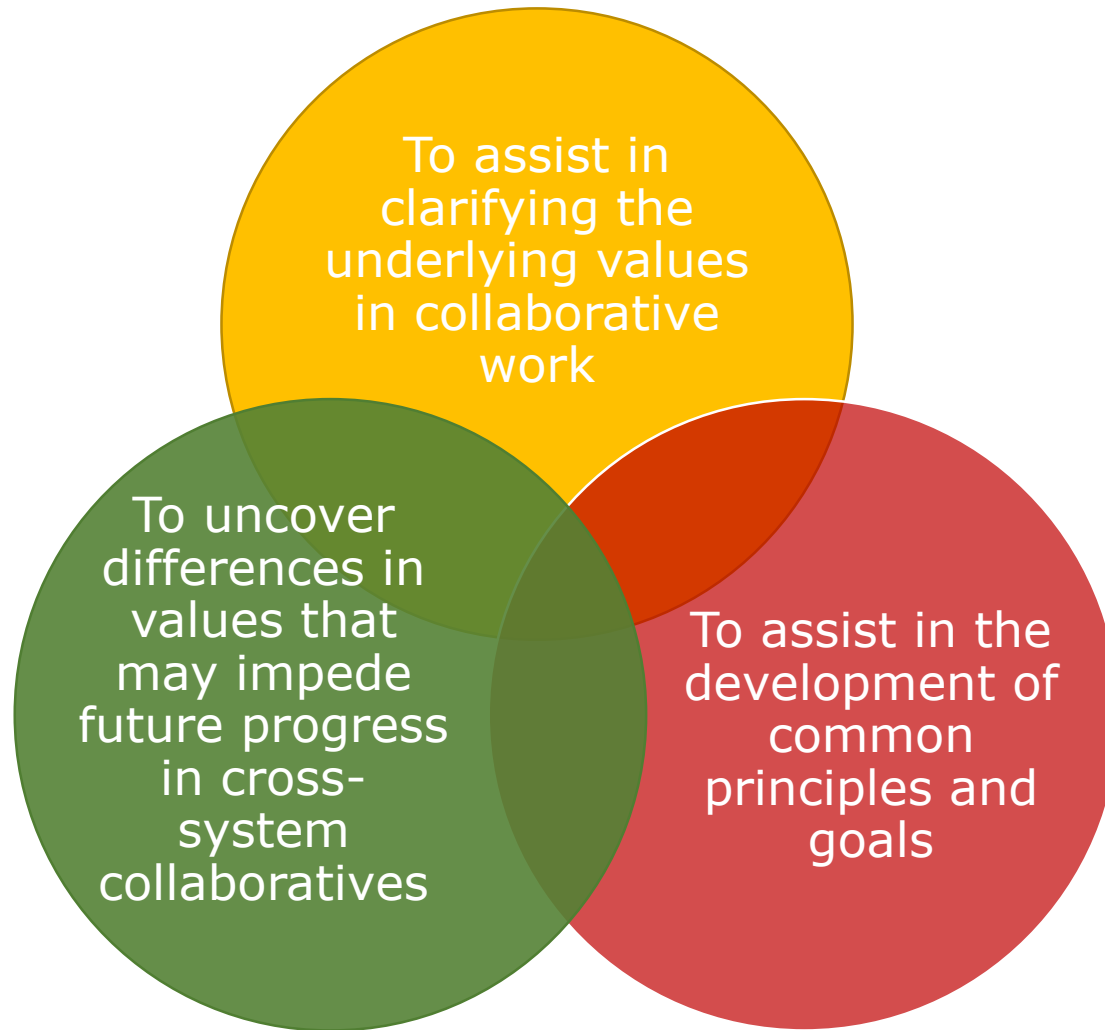 To assist in
clarifying the
underlying values
in collaborative
work
To uncover
differences in
values that
may impede
future progress
in cross-
system
collaboratives
To assist in the
development of
common
principles and
goals